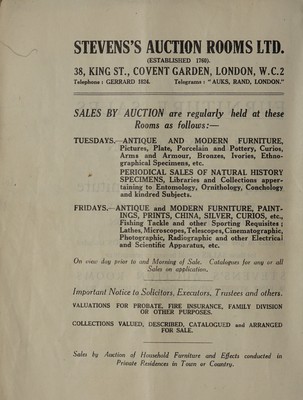 STEVENS'S AUCTION ROOMS LTD.
(ESTABLISHED 1760).
38, KING ST., COVENT GARDEN, LONDON, W.C.2
Telephone : GERRARD 1824. Telegrams : "AUKS, RAND, LONDON."
SALES BY AUCTION are regularly held at these
Rooms as follows:—
TUESDAYS.—ANTIQUE AND MODERN FURNITURE,
Pictures, Plate, Porcelain and Pottery, Curios,
Arms and Armour, Bronzes, Ivories, Ethno-
graphical Specimens, etc.
PERIODICAL SALES OF NATURAL HISTORY
SPECIMENS, Libraries and Collections apper-
taining to Entomology, Ornithology, Conchology
and kindred Subjects.
FRIDAYS.—ANTIQUE and MODERN FURNITURE, PAINT-
INGS, PRINTS, CHINA, SILVER, CURIOS, etc.,
Fishing Tackle and other Sporting Requisites ;
Lathes, Microscopes, Telescopes, Cinematographic,
Photographic, Radiographic and other Electrical
and Scientific Apparatus, etc.
On view day prior to and Morning of Sale. Catalogues for any or all
Sales on application.
Important Notice to Solicitors, Executors, Trustees and others.
VALUATIONS FOR PROBATE, FIRE INSURANCE, FAMILY DIVISION
OR OTHER PURPOSES.
COLLECTIONS VALUED, DESCRIBED, CATALOGUED and ARRANGED
FOR SALE.
Sales by Auction of Household Furniture and Effects conducted in
Private Residences in Town or Country.